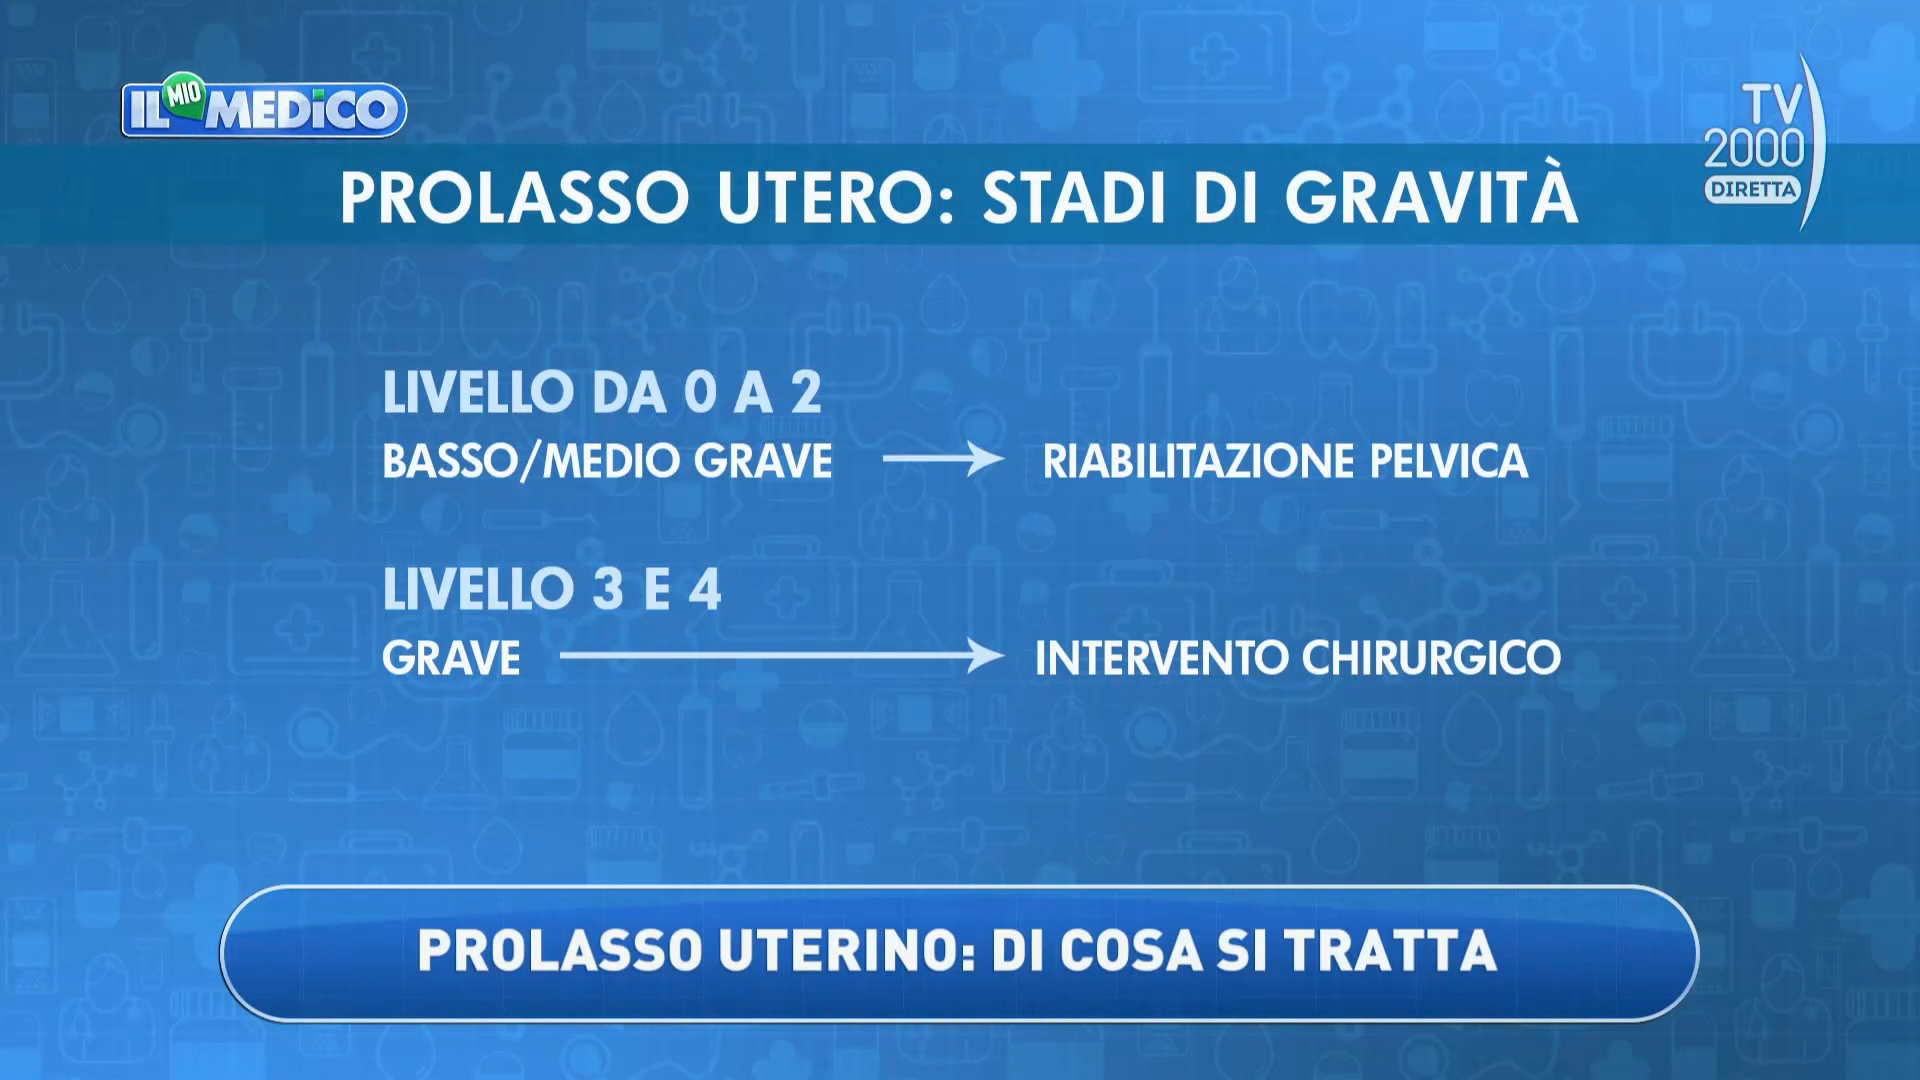 IL MIO MEDICO
TV
2000
DIRETTA
PROLASSO UTERO: STADI DI GRAVITÀ
LIVELLO DA 0 A 2
BASSO/MEDIO GRAVE
RIABILITAZIONE PELVICA
LIVELLO 3 E 4
GRAVE
INTERVENTO CHIRURGICO
PROLASSO UTERINO: DI COSA SI TRATTA